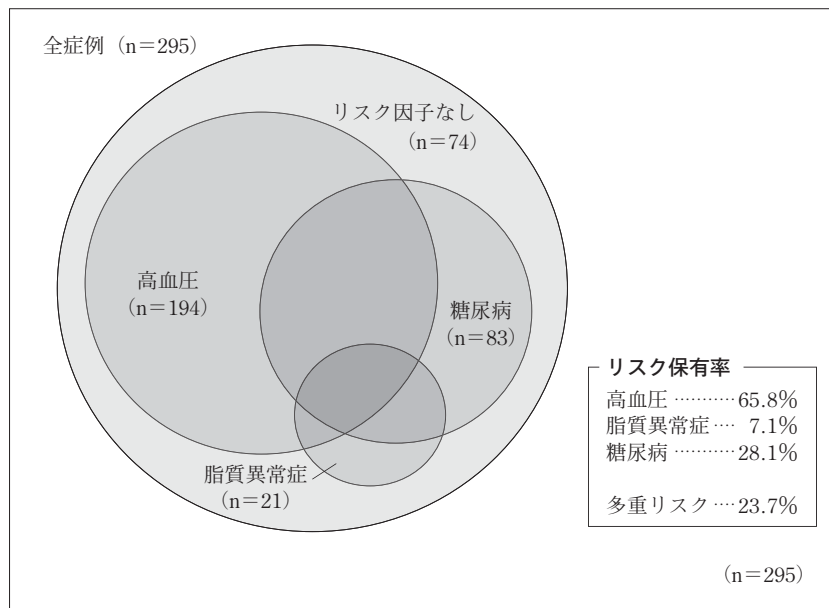 全症例（n＝295）
リスク因子なし
（n＝74）
高血圧
（n＝194）
糖尿病
（n＝83）
脂質異常症
（n＝21）
リスク保有率
高血圧 ………… 65.8%
脂質異常症 … 7.1%
糖尿病 ………… 28.1%
多重リスク … 23.7%
（n＝295）